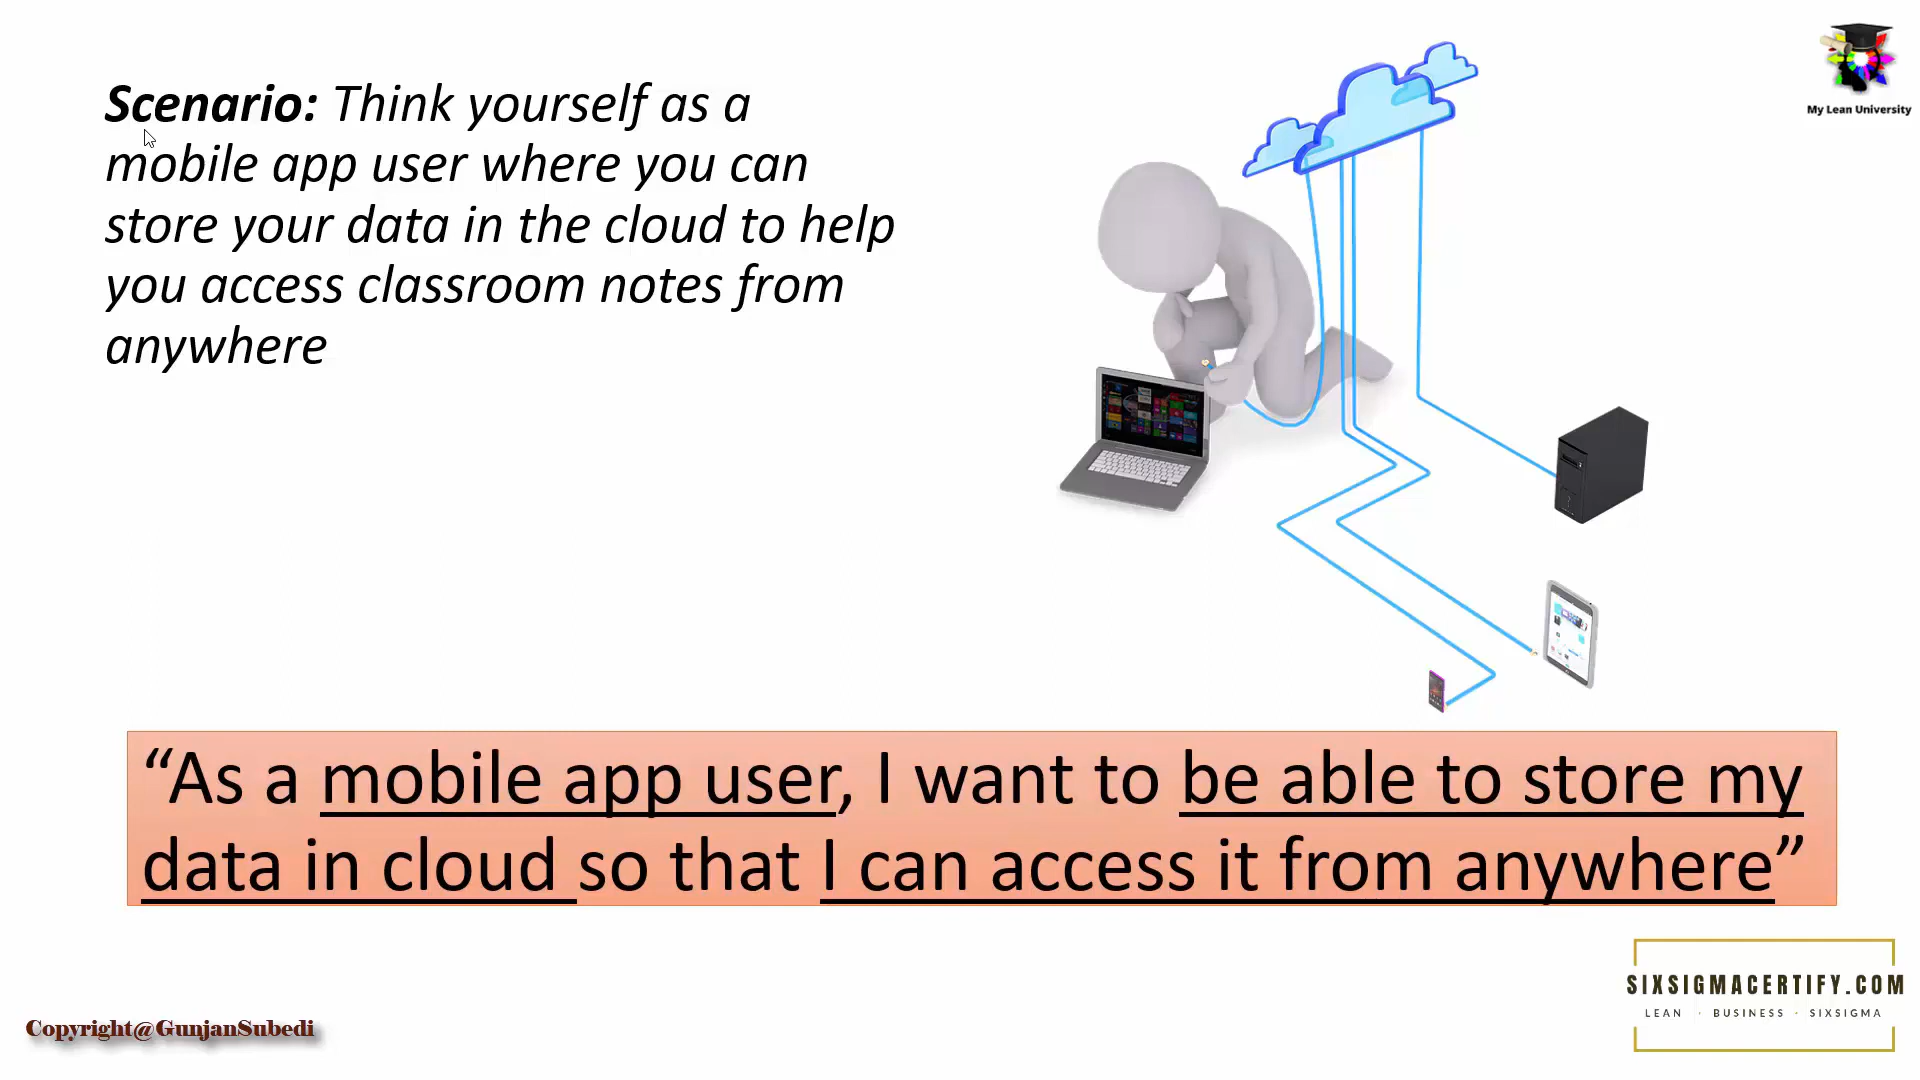 Scenario: Think yourself as a
mobile app user where you can
store your data in the cloud to help
you access classroom notes from
anywhere
My Lean University
“As a mobile app user, I want to be able to store my
data in cloud so that I can access it from anywhere”
SIXSIGMACERTIFY.COM
LEAN · BUSINESS · SIXSIGMA
Copyright@GunjanSubedi